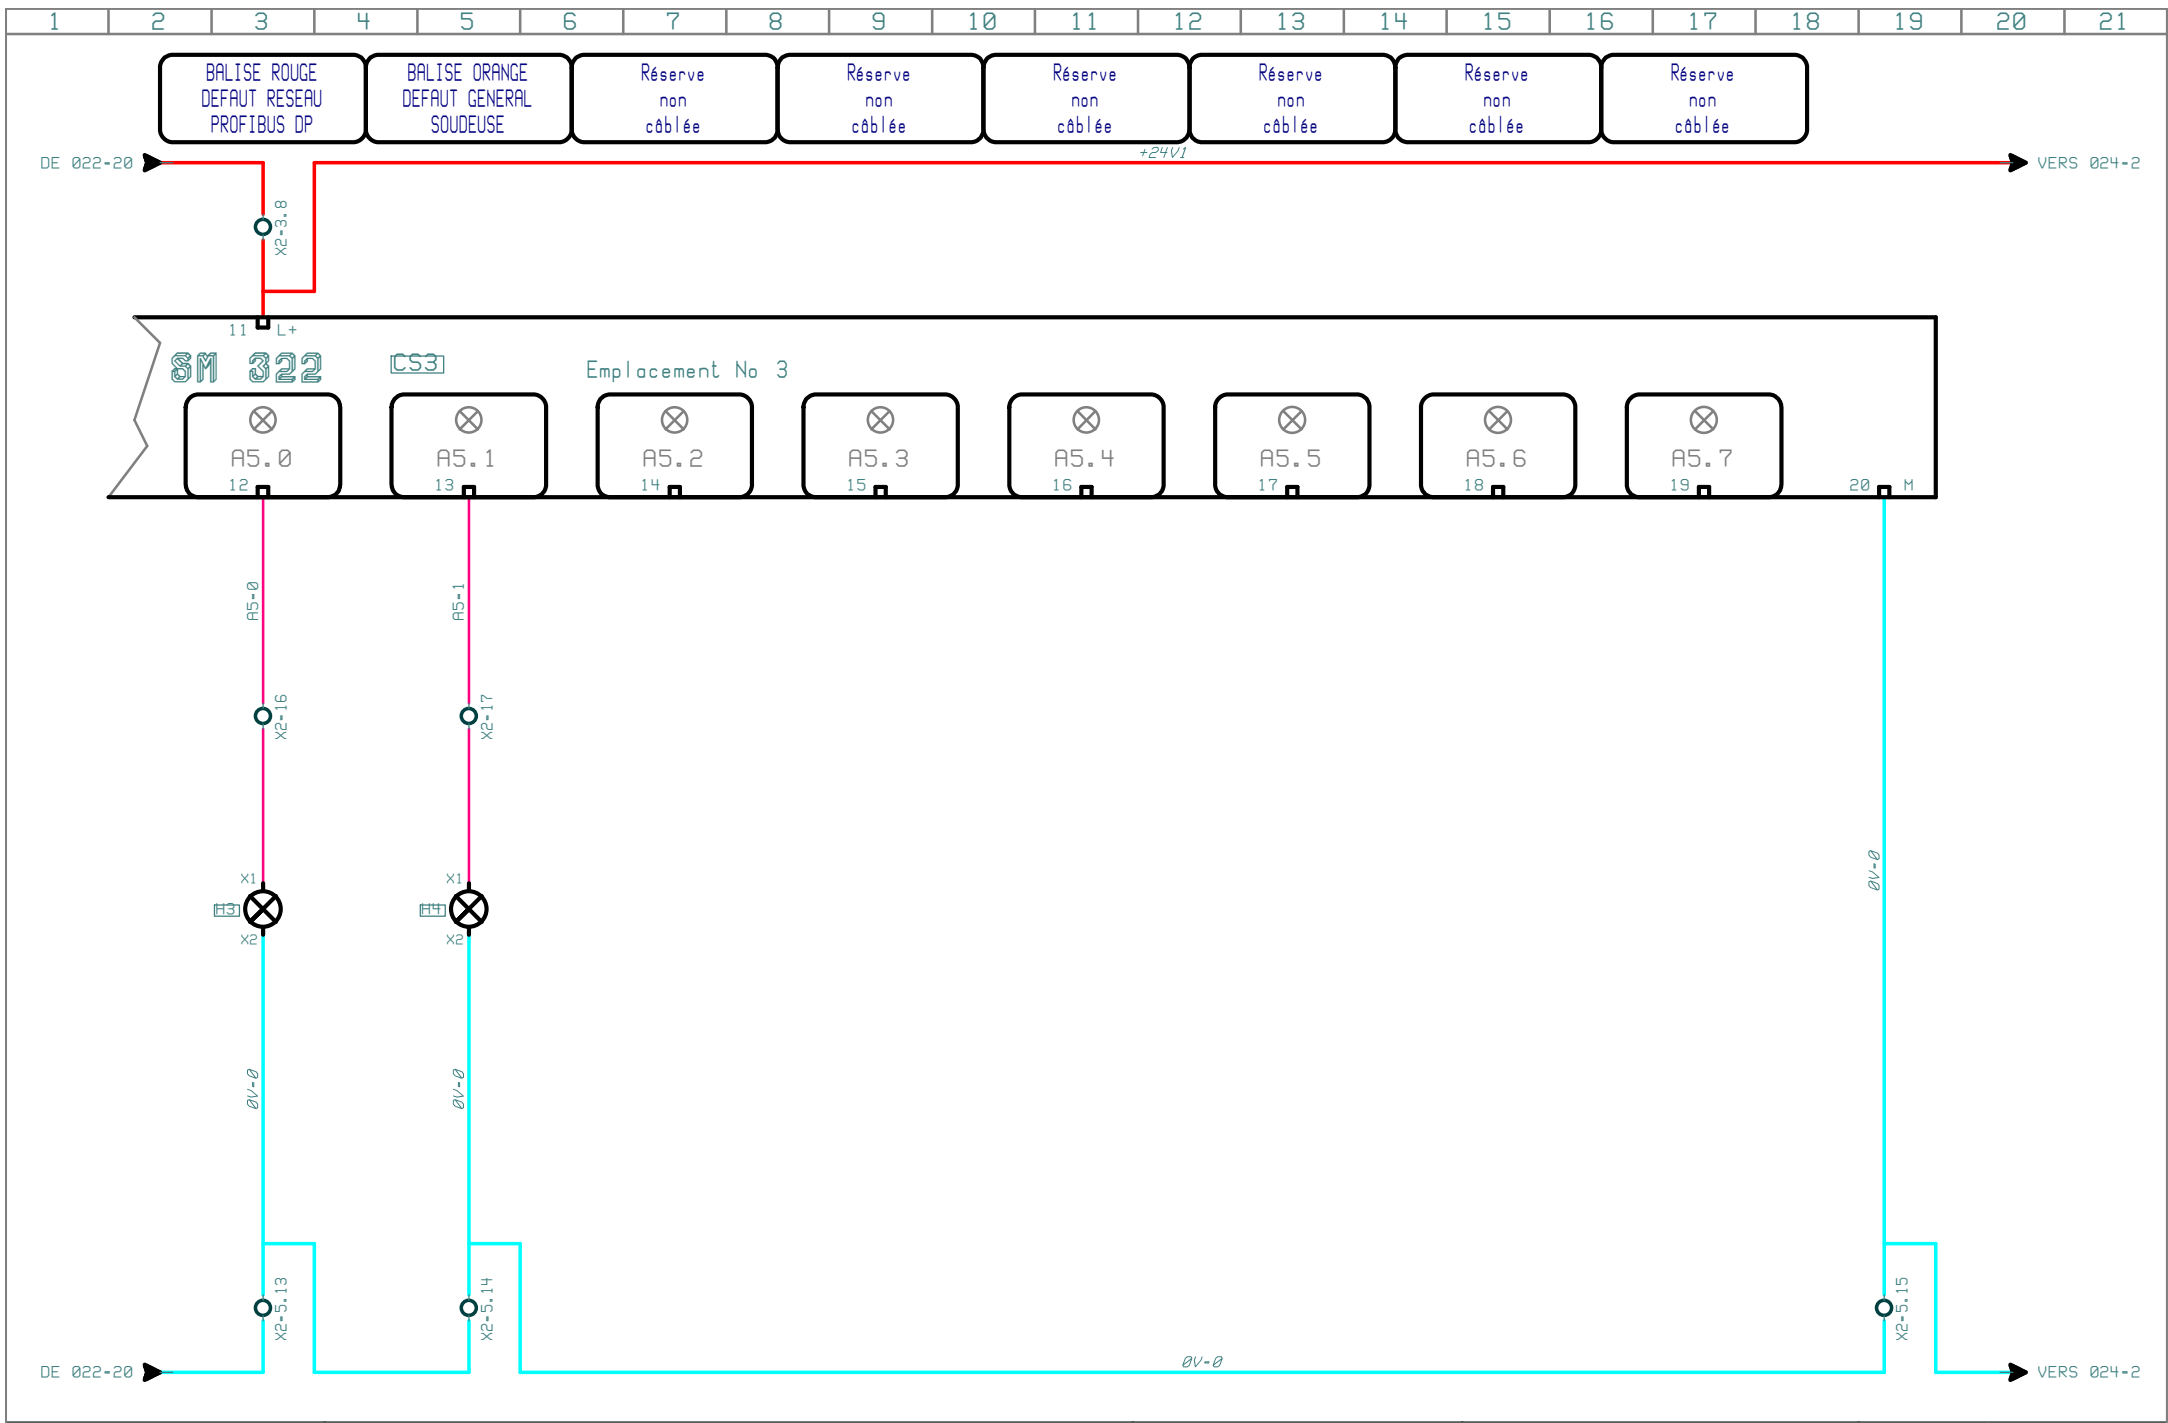 1 2 3 4 5 6 7 8 9 10 11 12 13 14 15 16 17 18 19 20 21
BALISE ROUGE
DEFAUT RESEAU
PROFIBUS DP
BALISE ORANGE
DEFAUT GENERAL
SOUDEUSE
Réserve
non
câblée
Réserve
non
câblée
Réserve
non
câblée
Réserve
non
câblée
Réserve
non
câblée
Réserve
non
câblée
DE 022-20
+24V1
VERS 024-2
X2-3.8
11 L+
SM 322
CS3
Emplacement No 3
A5.0
A5.1
A5.2
A5.3
A5.4
A5.5
A5.6
A5.7
12
13
14
15
16
17
18
19
20 M
A5-0
A5-1
X2-16
X2-17
X1
H3
X2
X1
H4
X2
0V-0
0V-0
0V-0
X2-5.13
X2-5.14
X2-5.15
DE 022-20
0V-0
VERS 024-2